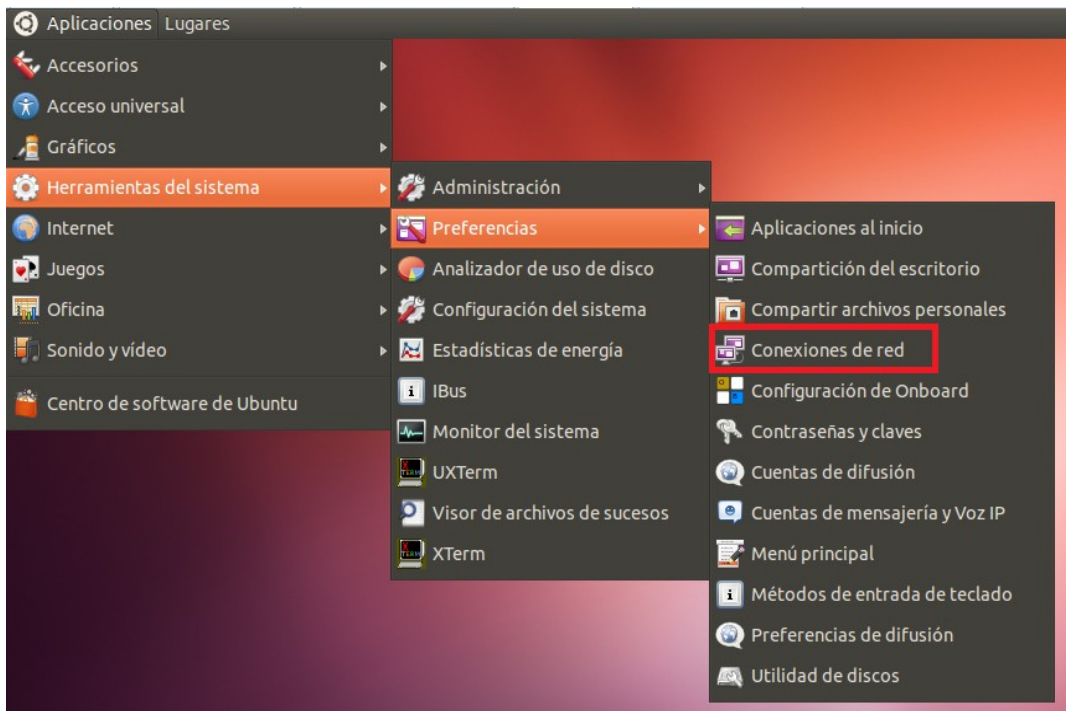 Aplicaciones Lugares
Accesorios
Acceso universal
Gráficos
Herramientas del sistema
Internet
Juegos
Oficina
Sonido y vídeo
Centro de software de Ubuntu
Administración
Preferencias
Analizador de uso de disco
Configuración del sistema
Estadísticas de energía
IBus
Monitor del sistema
UXTerm
Visor de archivos de sucesos
XTerm
Aplicaciones al inicio
Compartición del escritorio
Compartir archivos personales
Conexiones de red
Configuración de Onboard
Contraseñas y claves
Cuentas de difusión
Cuentas de mensajería y Voz IP
Menú principal
Métodos de entrada de teclado
Preferencias de difusión
Utilidad de discos